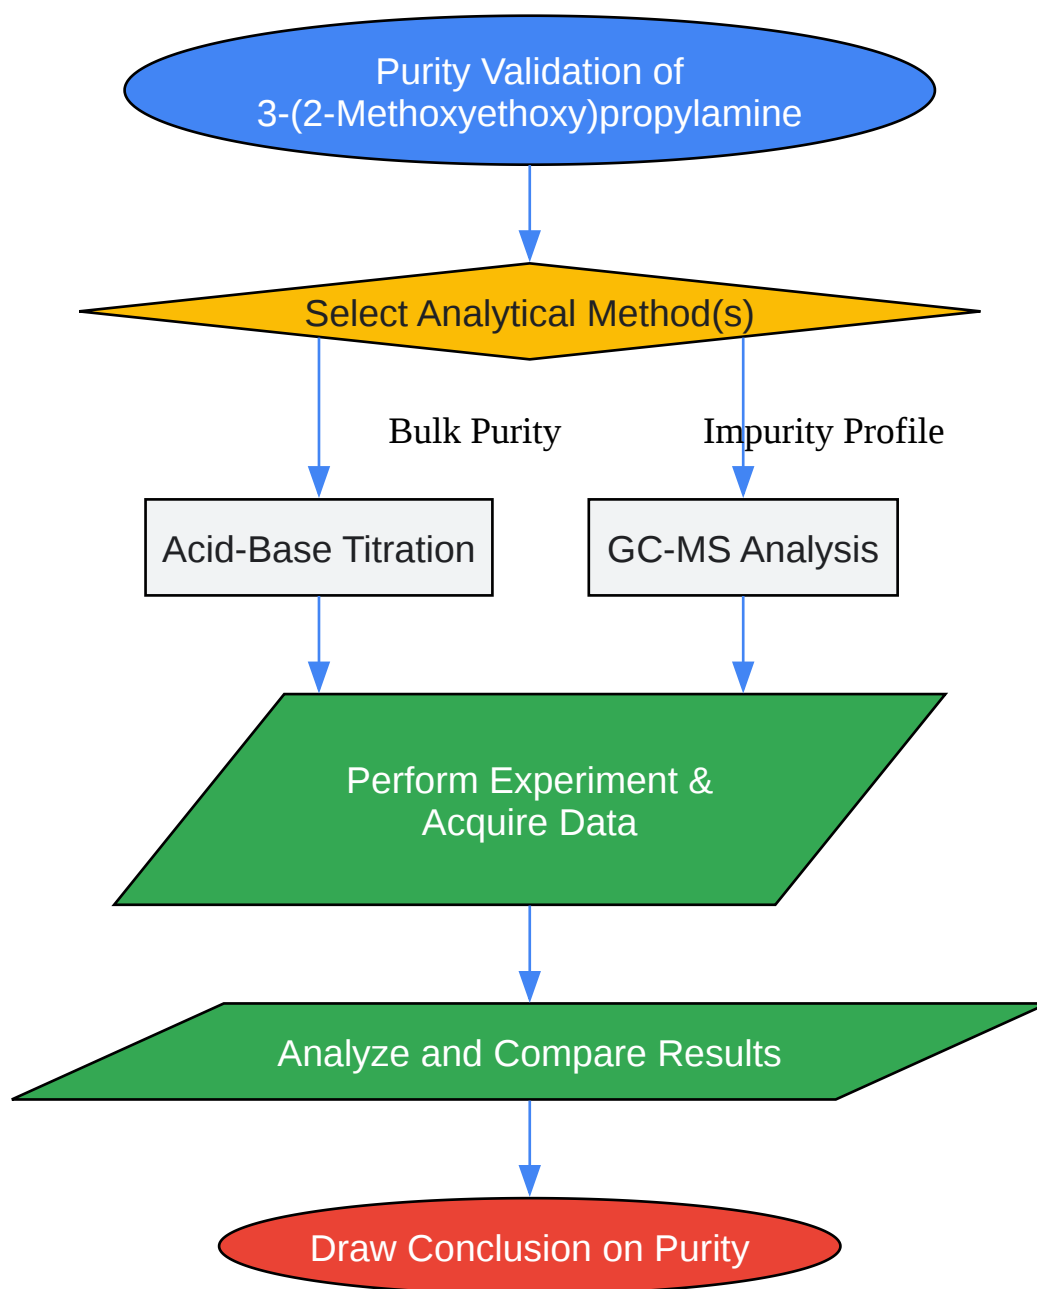 Purity Validation of
3-(2-Methoxyethoxy)propylamine
Select Analytical Method(s)
Bulk Purity
Impurity Profile
Acid-Base Titration
GC-MS Analysis
Perform Experiment &
Acquire Data
Analyze and Compare Results
Draw Conclusion on Purity